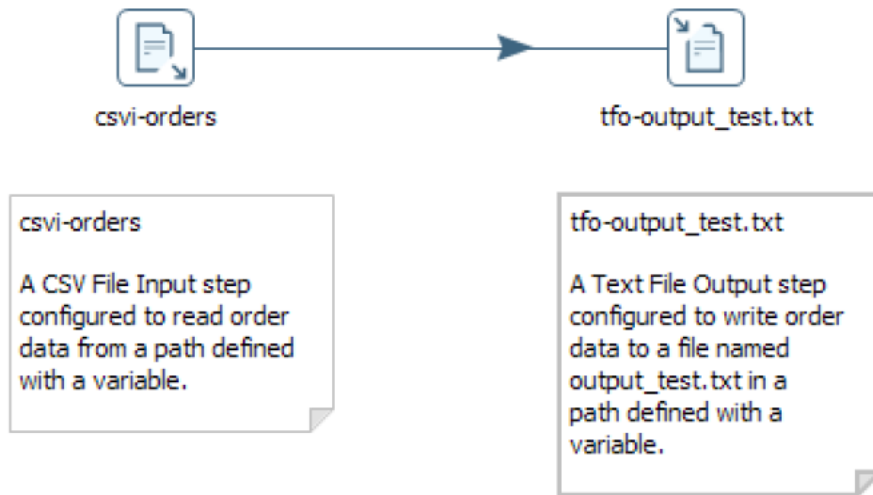 csvi-orders
tfo-output_test.txt
csvi-orders
A CSV File Input step
configured to read order
data from a path defined
with a variable.
tfo-output_test.txt
A Text File Output step
configured to write order
data to a file named
output_test.txt in a
path defined with a
variable.